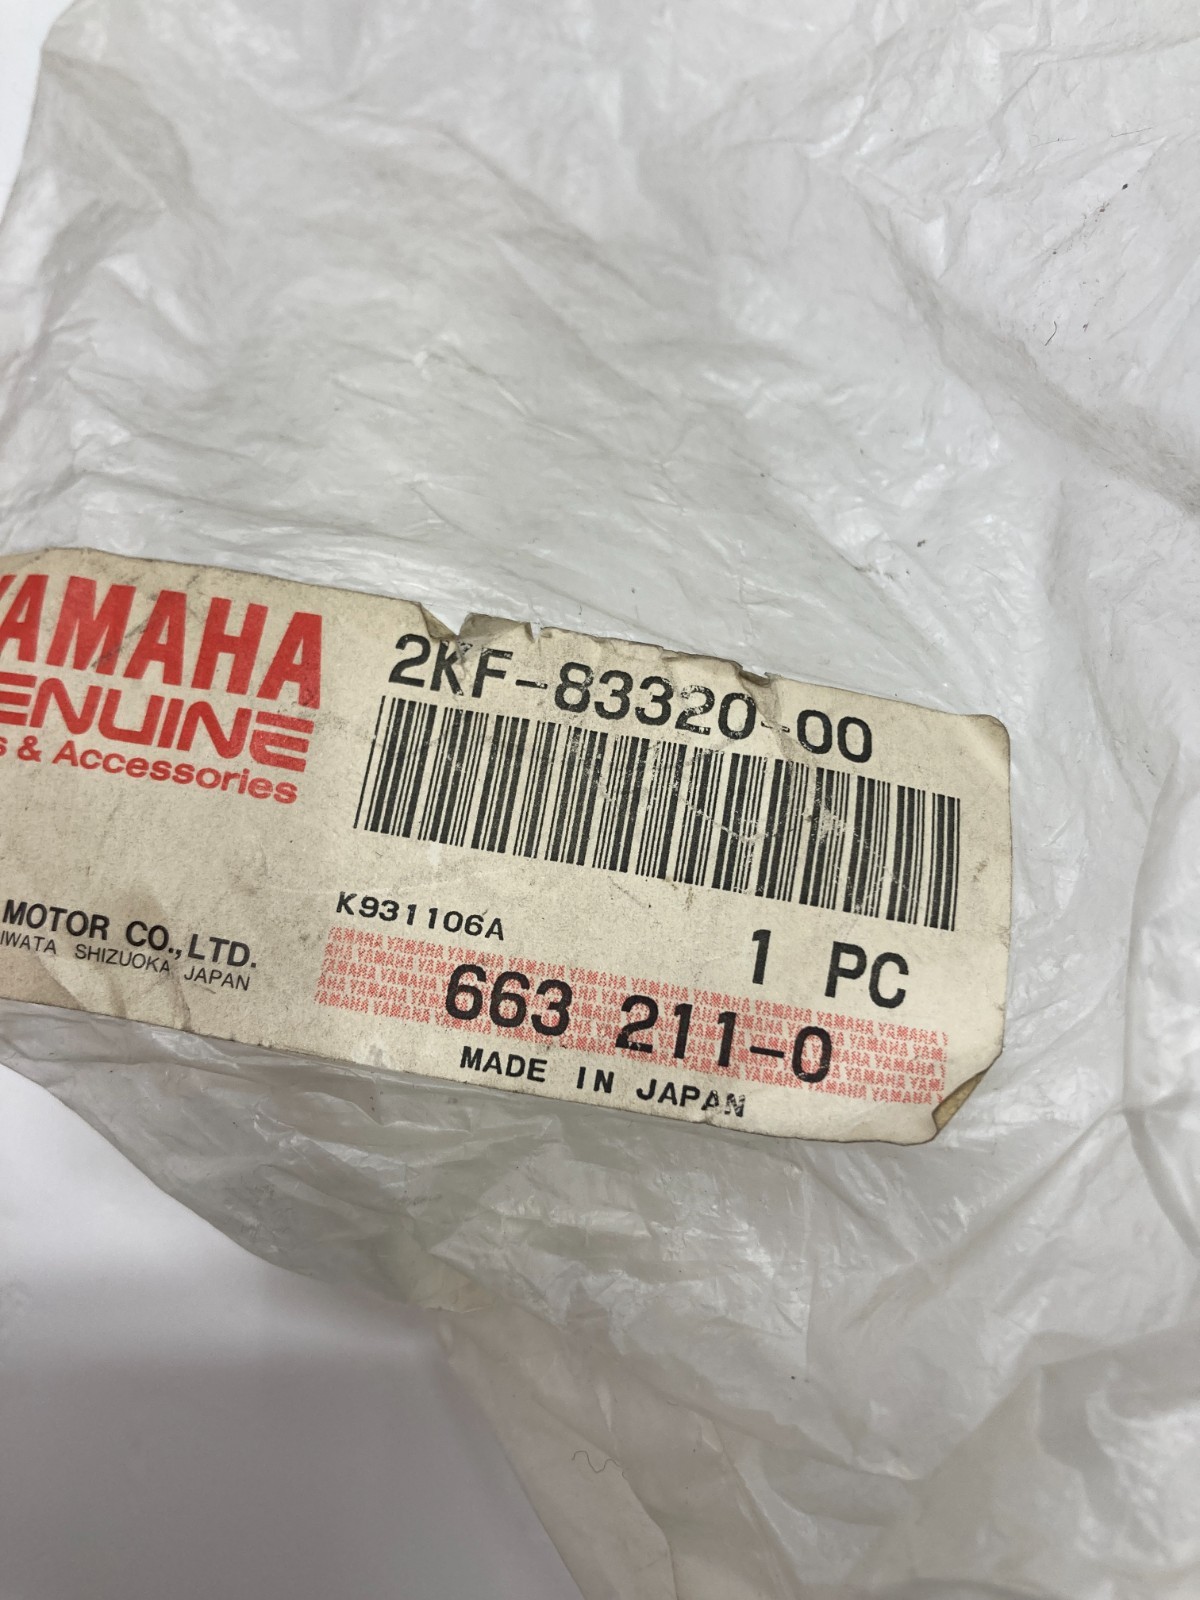 YAMAHA
GENUINE
s & Accessories
MOTOR CO., LTD.
IWATA SHIZUOKA JAPAN
2KF-83320-00
K931106A
1 PC
663 211-0
MADE IN JAPAN